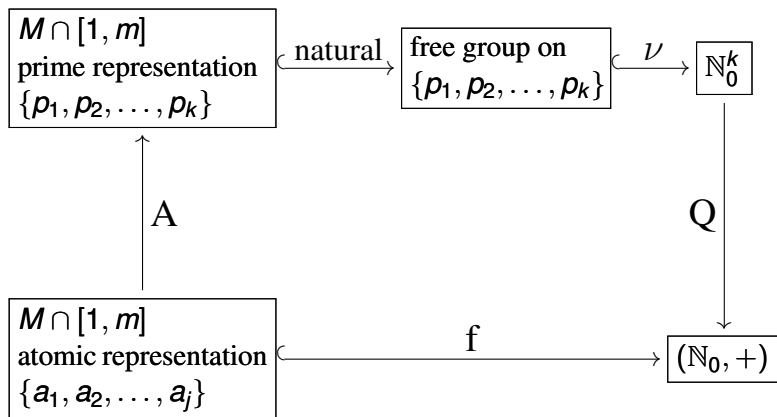 M ∩ [1, m]
prime representation
{p₁, p₂, . . . , pₖ}
natural
free group on
{p₁, p₂, . . . , pₖ}
ν
ℕ₀ᵏ
A
Q
M ∩ [1, m]
atomic representation
{a₁, a₂, . . . , aⱼ}
f
(ℕ₀, +)